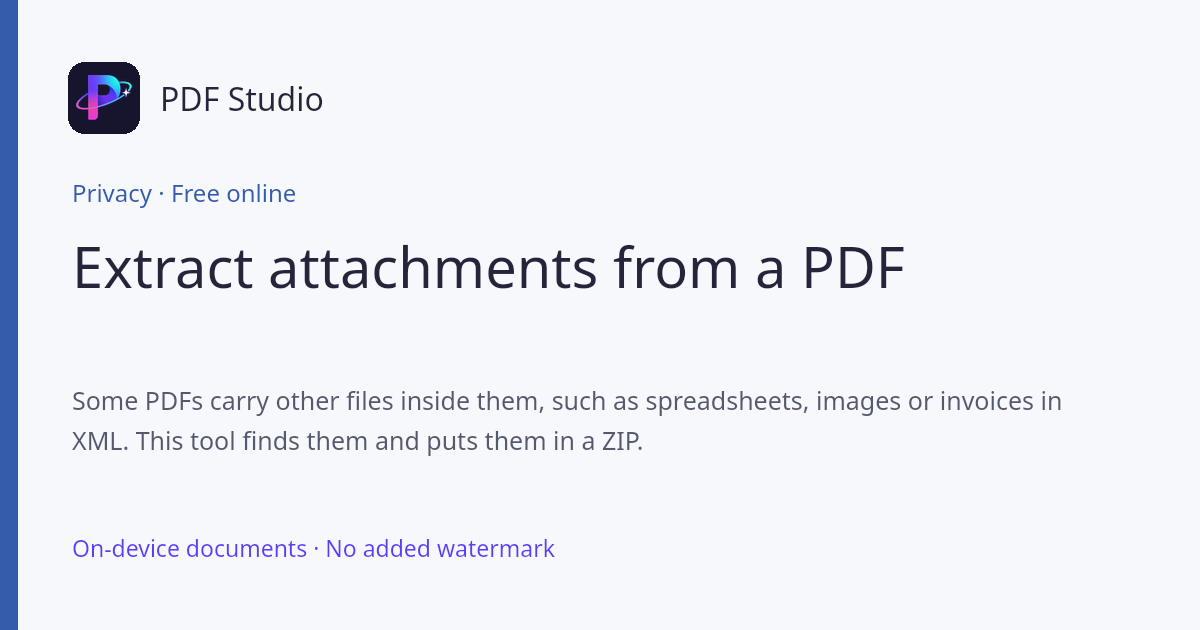 PDF Studio
Privacy · Free online
Extract attachments from a PDF
Some PDFs carry other files inside them, such as spreadsheets, images or invoices in
XML. This tool finds them and puts them in a ZIP.
On-device documents · No added watermark